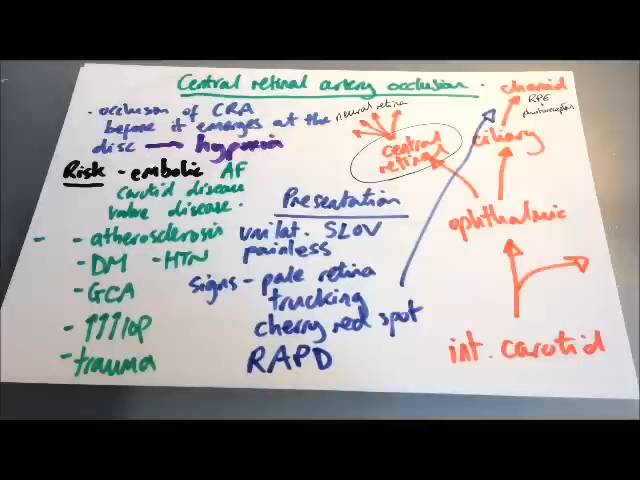 Central retinal artery occlusion.
. occlusion of CRA
before it emerges at the
disc → hypoxia
neural retina
Risk - embolic AF
carotid disease
valve disease.
- - atherosclerosis
- DM - HTN
- GCA
- ↑↑↑ IOP
- trauma
Presentation
unilat. SLOV
painless
signs - pale retina
trucking
cherry red spot
RAPD
choroid
RPE
+
photoreceptors
ciliary
central
retinal
ophthalmic
int. carotid